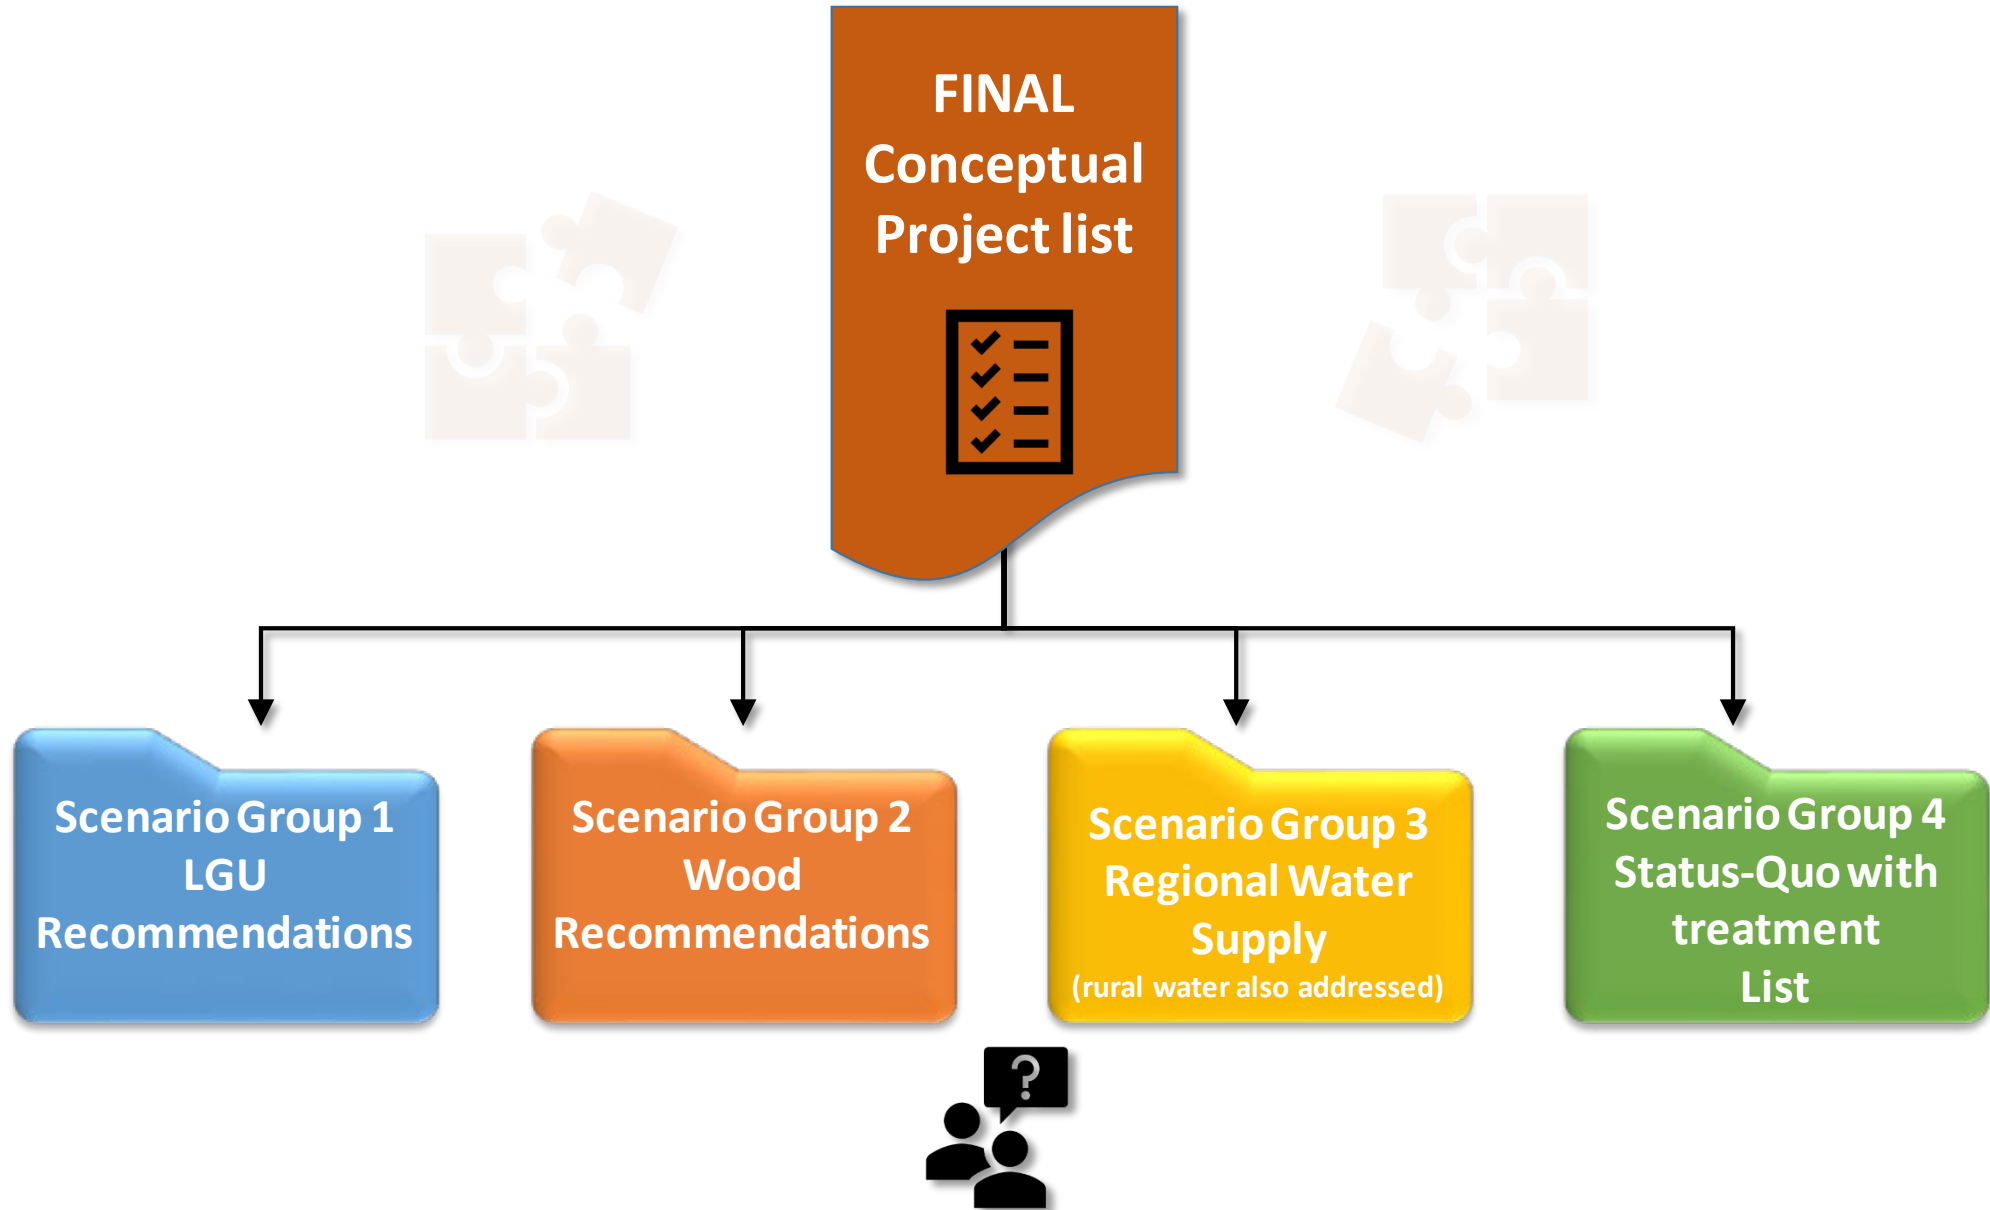 FINAL
Conceptual
Project list
Scenario Group 1
LGU
Recommendations
Scenario Group 2
Wood
Recommendations
Scenario Group 3
Regional Water
Supply
(rural water also addressed)
Scenario Group 4
Status-Quo with
treatment
List
?